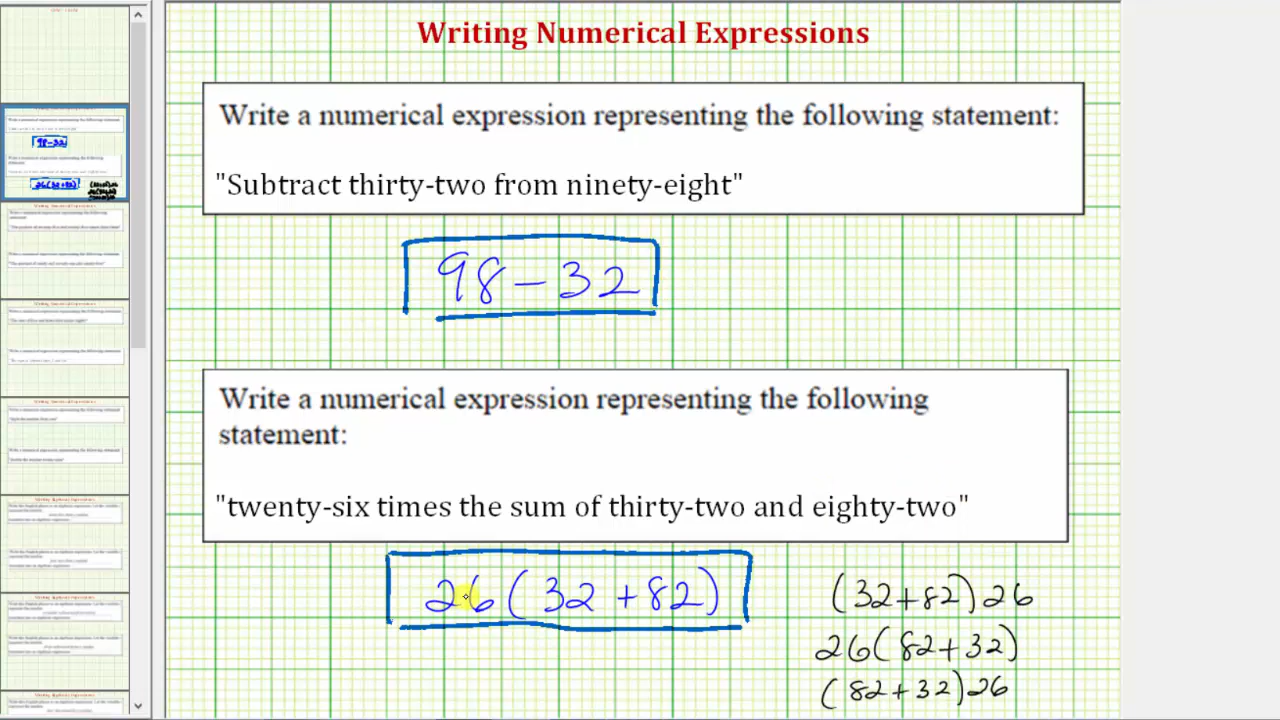 Writing Numerical Expressions
Write a numerical expression representing the following statement:
"Subtract thirty-two from ninety-eight"
98 - 32
Write a numerical expression representing the following
statement:
"twenty-six times the sum of thirty-two and eighty-two"
26(32+82)
(32+82)26
26(82+32)
(82+32)26